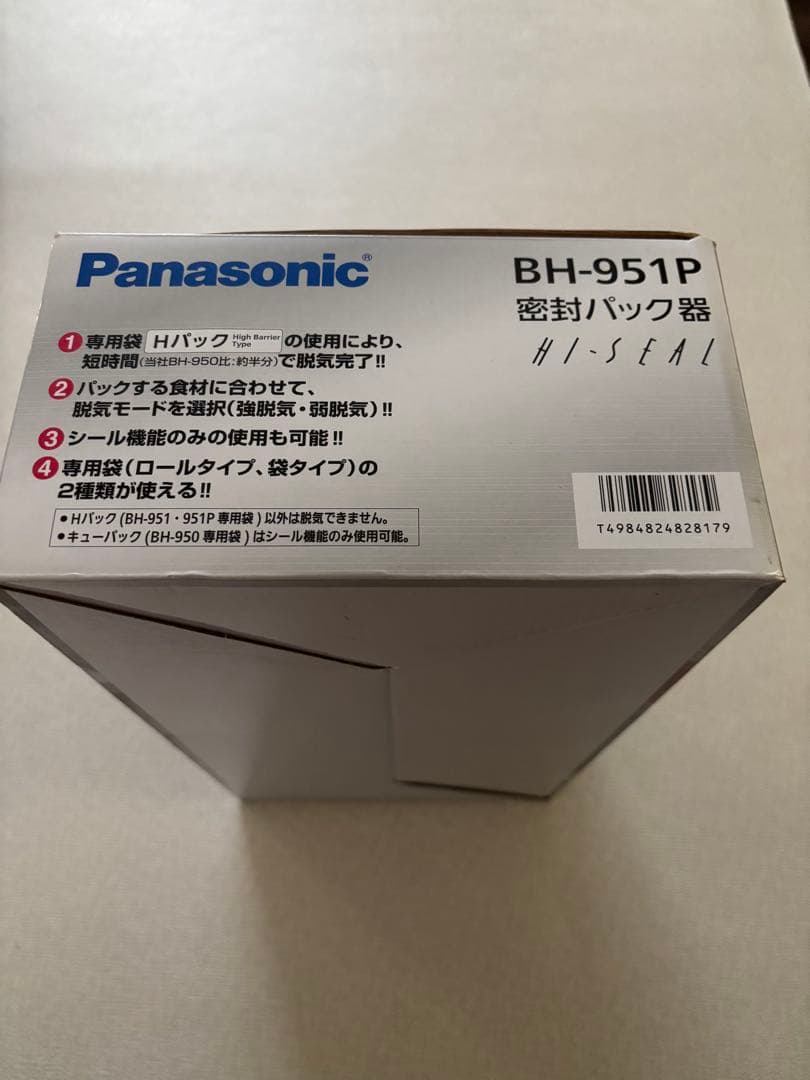 Panasonic®
BH-951P
密封パック器
HI-SEAL
1 専用袋 Hパック High Barrier Type の使用により、
短時間(当社BH-950比:約半分)で脱気完了!!
2 パックする食材に合わせて、
脱気モードを選択(強脱気・弱脱気)!!
3 シール機能のみの使用も可能!!
4 専用袋(ロールタイプ、袋タイプ)の
2種類が使える!!
●Hパック(BH-951・951P専用袋)以外は脱気できません。
●キューパック(BH-950専用袋)はシール機能のみ使用可能。
T4984824828179